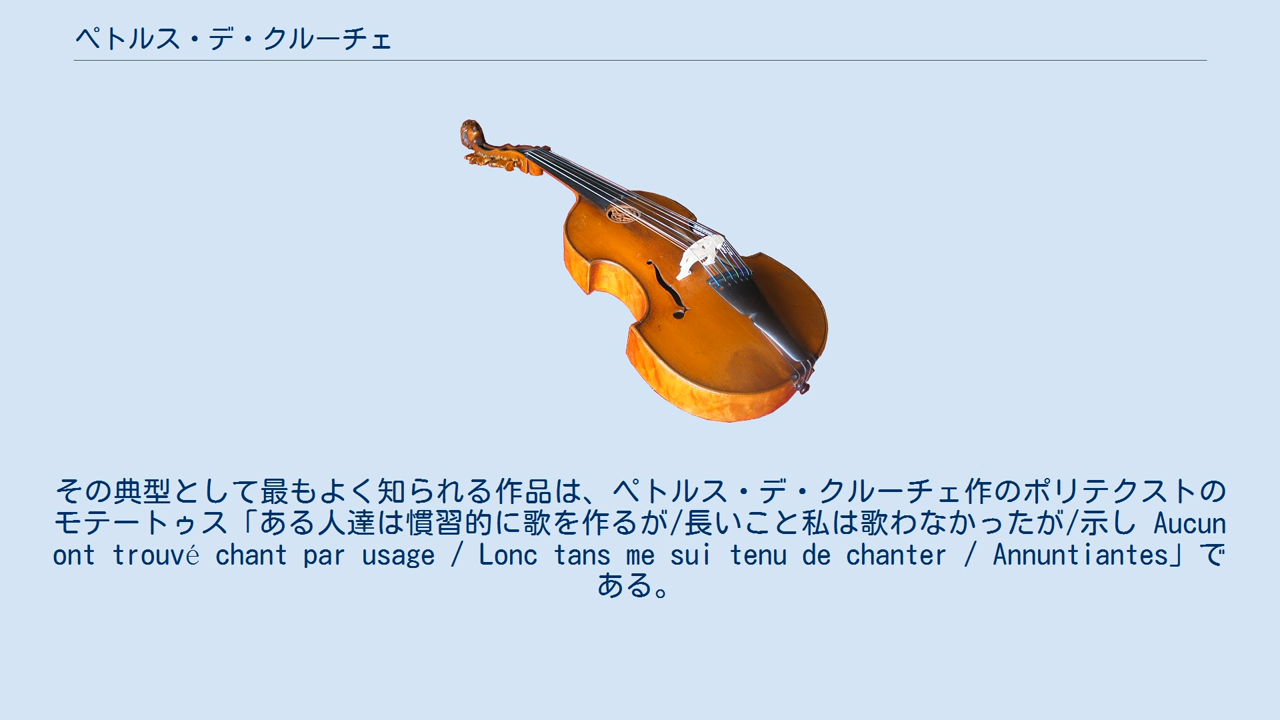 ペトルス・デ・クルーチェ
その典型として最もよく知られる作品は、ペトルス・デ・クルーチェ作のポリテクストの
モテートゥス「ある人達は慣習的に歌を作るが/長いこと私は歌わなかったが/示し Aucun
ont trouvé chant par usage / Lonc tans me sui tenu de chanter / Annuntiantes」で
ある。